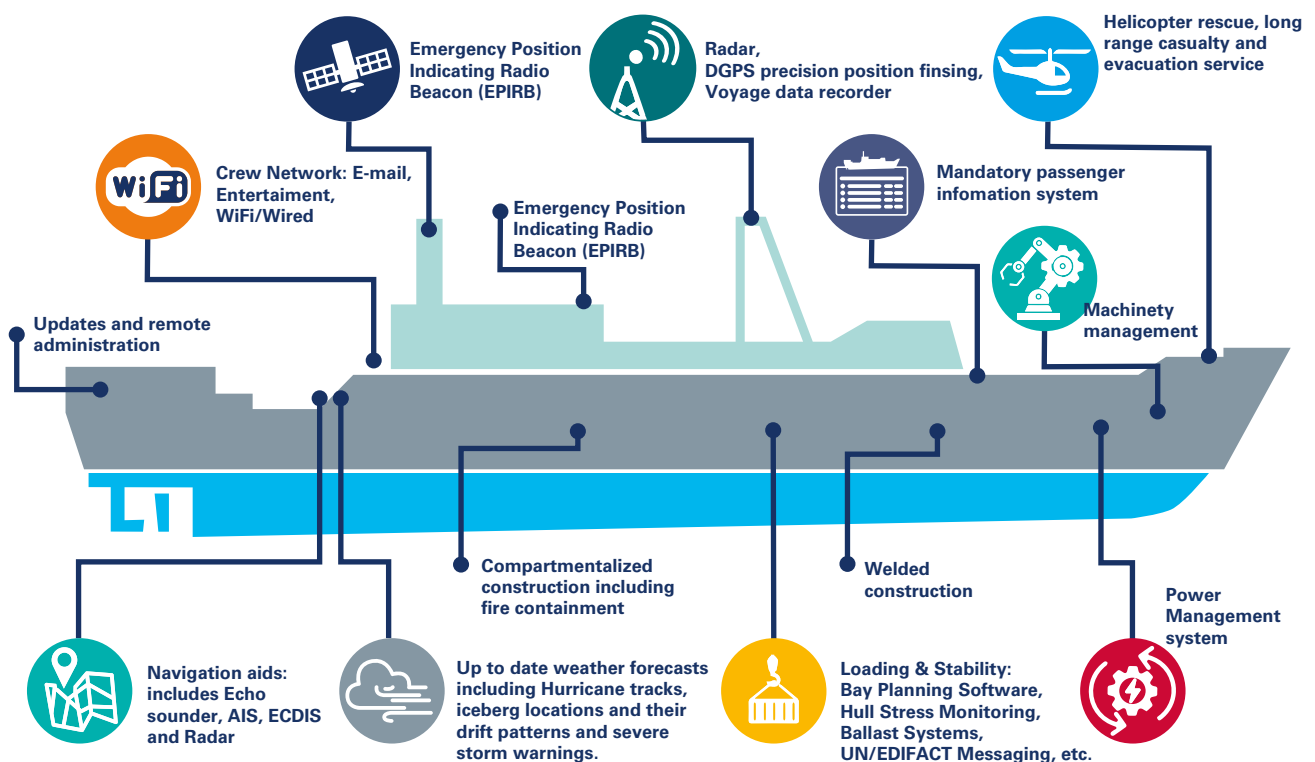 Emergency Position
Indicating Radio
Beacon (EPIRB)
Radar,
DGPS precision position finsing,
Voyage data recorder
Helicopter rescue, long
range casualty and
evacuation service
WiFi
Crew Network: E-mail,
Entertaiment,
WiFi/Wired
Emergency Position
Indicating Radio
Beacon (EPIRB)
Mandatory passenger
infomation system
Machinety
management
Updates and remote
administration
Compartmentalized
construction including
fire containment
Welded
construction
Power
Management
system
Navigation aids:
includes Echo
sounder, AIS, ECDIS
and Radar
Up to date weather forecasts
including Hurricane tracks,
iceberg locations and their
drift patterns and severe
storm warnings.
Loading & Stability:
Bay Planning Software,
Hull Stress Monitoring,
Ballast Systems,
UN/EDIFACT Messaging, etc.